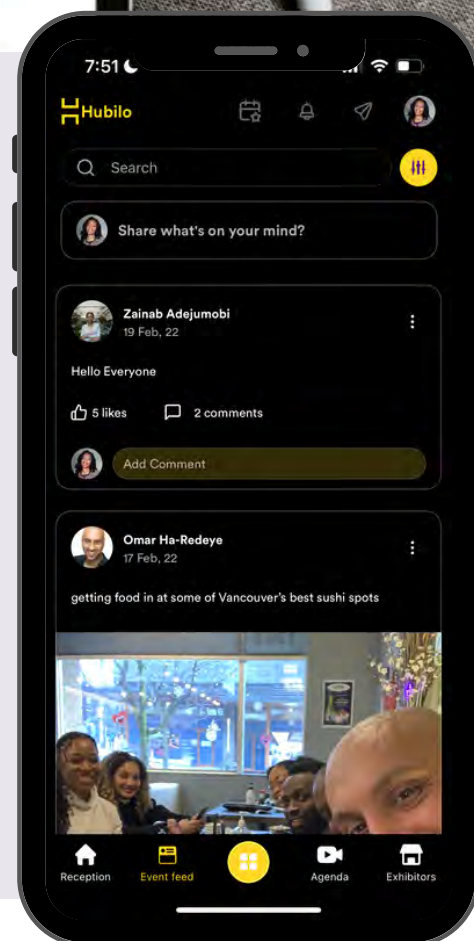 7:51
Hubilo
Search
Share what's on your mind?
Zainab Adejumobi
19 Feb, 22
Hello Everyone
5 likes 2 comments
Add Comment
Omar Ha-Redeye
17 Feb, 22
getting food in at some of Vancouver's best sushi spots
Reception Event feed Agenda Exhibitors